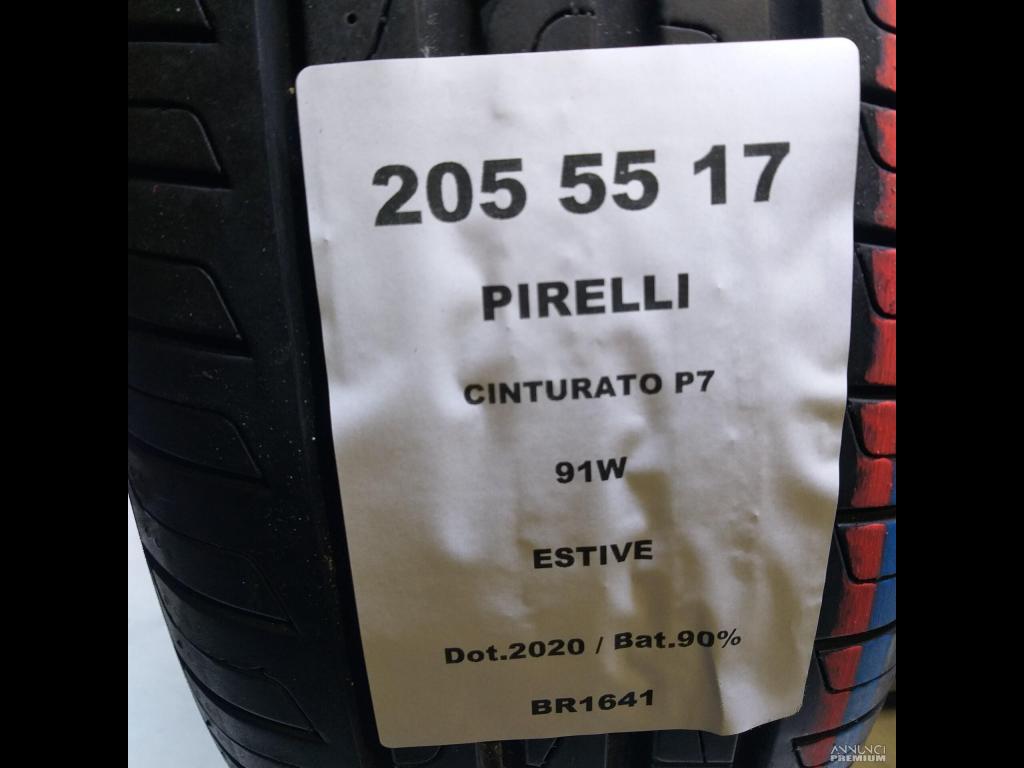 205 55 17
PIRELLI
CINTURATO P7
91W
ESTIVE
Dot.2020 / Bat.90%
BR1641
ANNUNCI
PREMIUM